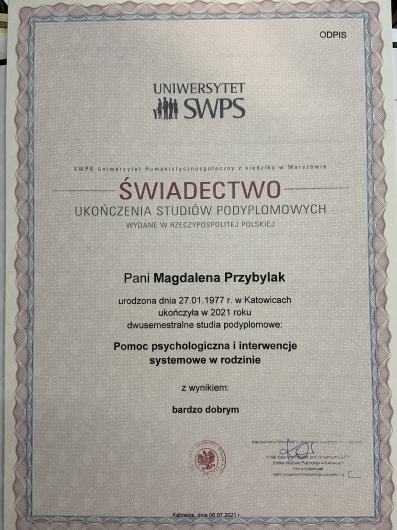 ODPIS
UNIWERSYTET
SWPS
SWPS Uniwersytet Humanistycznospołeczny z siedzibą w Warszawie
ŚWIADECTWO
UKOŃCZENIA STUDIÓW PODYPLOMOWYCH
WYDANE W RZECZYPOSPOLITEJ POLSKIEJ
Pani Magdalena Przybylak
urodzona dnia 27.01.1977 r. w Katowicach
ukończyła w 2021 roku
dwusemestralne studia podyplomowe:
Pomoc psychologiczna i interwencje
systemowe w rodzinie
z wynikiem:
bardzo dobrym
Katowice, dnia 06.07.2021 r.